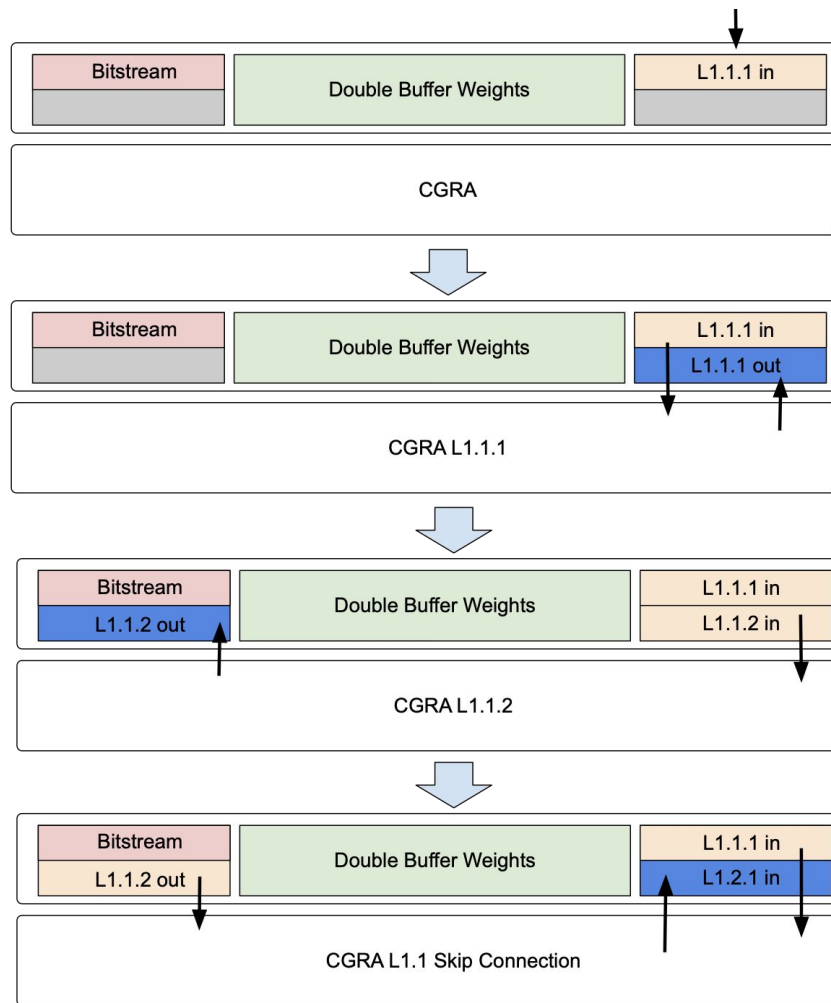 Bitstream
Double Buffer Weights
L1.1.1 in
CGRA
Bitstream
Double Buffer Weights
L1.1.1 in
L1.1.1 out
CGRA L1.1.1
Bitstream
L1.1.2 out
Double Buffer Weights
L1.1.1 in
L1.1.2 in
CGRA L1.1.2
Bitstream
L1.1.2 out
Double Buffer Weights
L1.1.1 in
L1.2.1 in
CGRA L1.1 Skip Connection